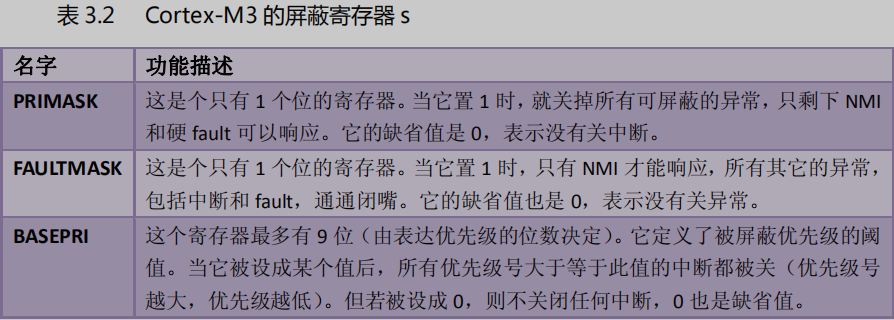 表 3.2 Cortex-M3 的屏蔽寄存器 s
名字 功能描述
PRIMASK 这是个只有 1 个位的寄存器。当它置 1 时，就关掉所有可屏蔽的异常，只剩下 NMI
和硬 fault 可以响应。它的缺省值是 0，表示没有关中断。
FAULTMASK 这是个只有 1 个位的寄存器。当它置 1 时，只有 NMI 才能响应，所有其它的异常，
包括中断和 fault，通通闭嘴。它的缺省值也是 0，表示没有关异常。
BASEPRI 这个寄存器最多有 9 位（由表达优先级的位数决定）。它定义了被屏蔽优先级的阈
值。当它被设成某个值后，所有优先级号大于等于此值的中断都被关（优先级号
越大，优先级越低）。但若被设成 0，则不关闭任何中断，0 也是缺省值。